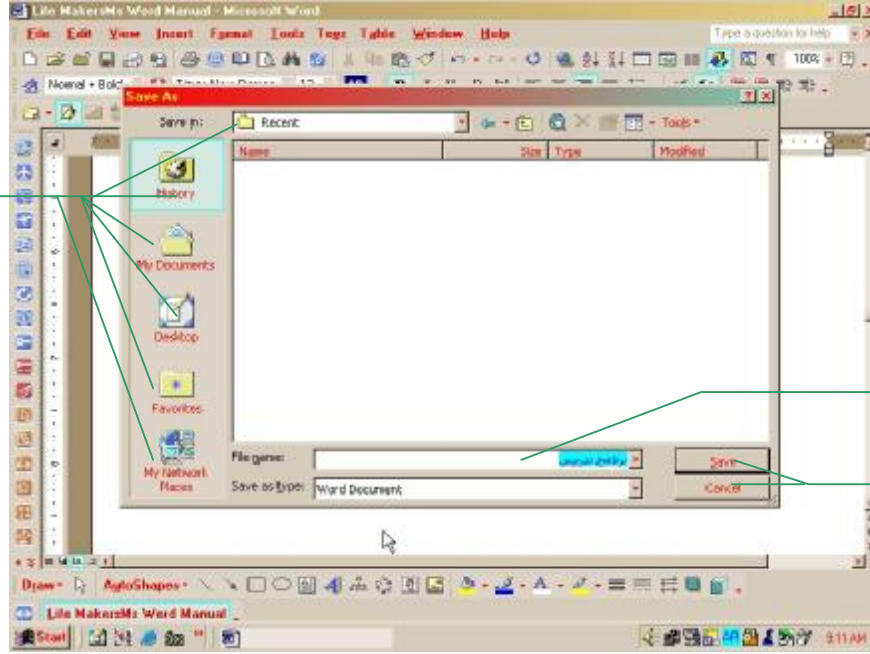 Life MakersMs Word Manual - Microsoft Word
File Edit View Insert Format Tools Tags Table Window Help
Type a question for help
100%
Normal + Bold
12
Save As
Save in:
Recent
Tools
Name Size Type Modified
History
My Documents
Desktop
Favorites
My Network
Places
File name:
Save as type:
Word Document
Save
Cancel
Draw AutoShapes
Life MakersMs Word Manual
Start
9:11 AM